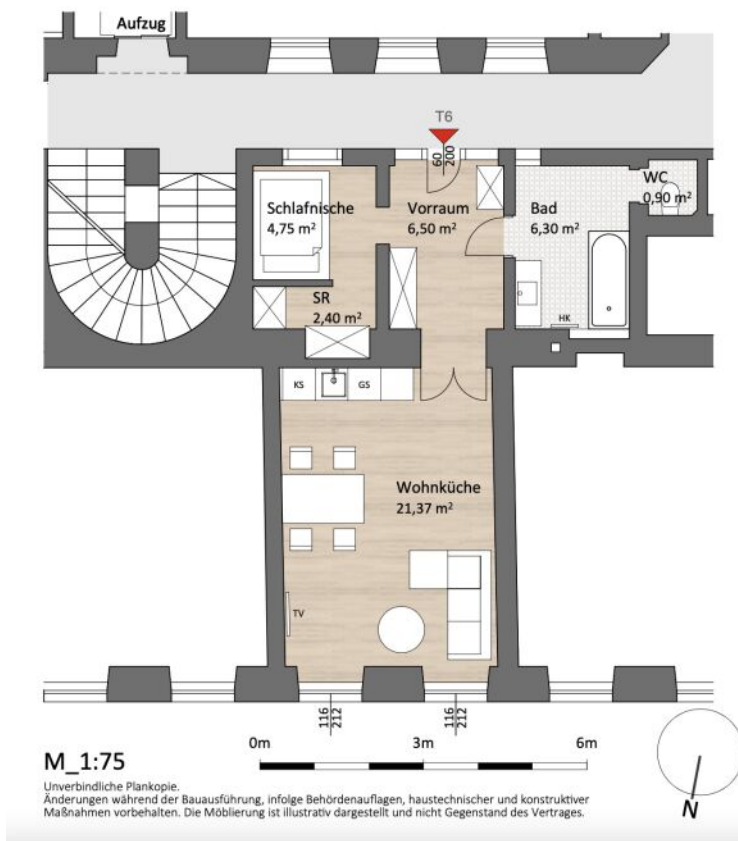 Aufzug
T6
60
200
Schlafnische
4,75 m²
Vorraum
6,50 m²
Bad
6,30 m²
WC
0,90 m²
SR
2,40 m²
HK
KS
GS
Wohnküche
21,37 m²
TV
116
212
116
212
M_1:75
0m
3m
6m
N
Unverbindliche Plankopie.
Änderungen während der Bauausführung, infolge Behördenauflagen, haustechnischer und konstruktiver
Maßnahmen vorbehalten. Die Möblierung ist illustrativ dargestellt und nicht Gegenstand des Vertrages.